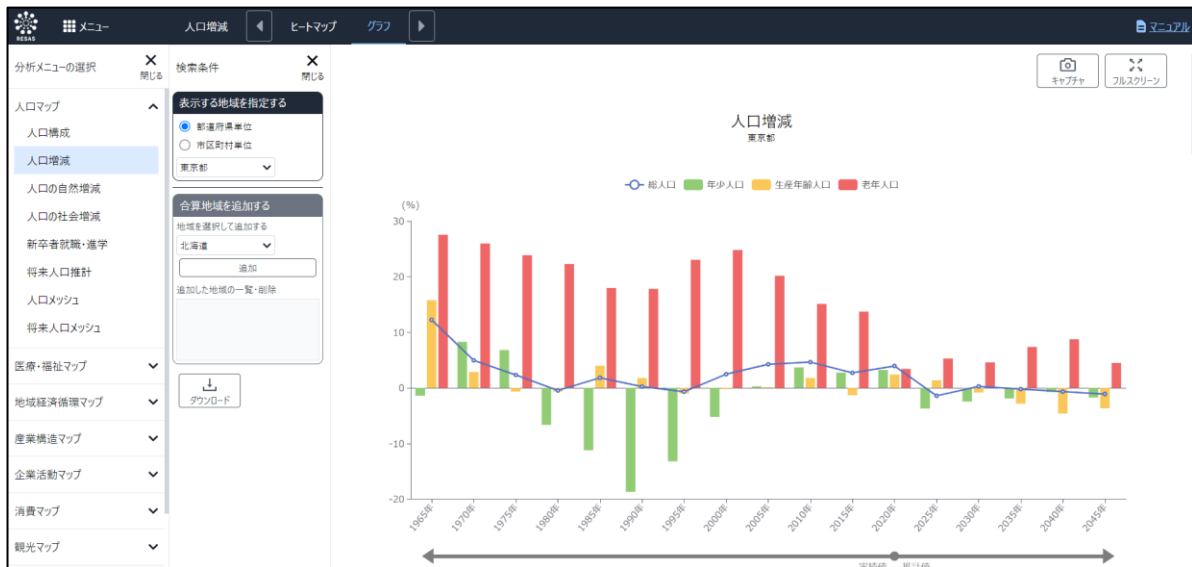 RESAS
メニュー
人口増減
ヒートマップ
グラフ
マニュアル
分析メニューの選択
閉じる
人口マップ
人口構成
人口増減
人口の自然増減
人口の社会増減
新卒者就職・進学
将来人口推計
人口メッシュ
将来人口メッシュ
医療・福祉マップ
地域経済循環マップ
産業構造マップ
企業活動マップ
消費マップ
観光マップ
検索条件
閉じる
表示する地域を指定する
都道府県単位
市区町村単位
東京都
合算地域を追加する
地域を選択して追加する
北海道
追加
追加した地域の一覧・削除
ダウンロード
キャプチャ
フルスクリーン
人口増減
東京都
総人口 年少人口 生産年齢人口 老年人口
(%)
30
20
10
0
-10
-20
1965年 1970年 1975年 1980年 1985年 1990年 1995年 2000年 2005年 2010年 2015年 2020年 2025年 2030年 2035年 2040年 2045年
実績値 推計値